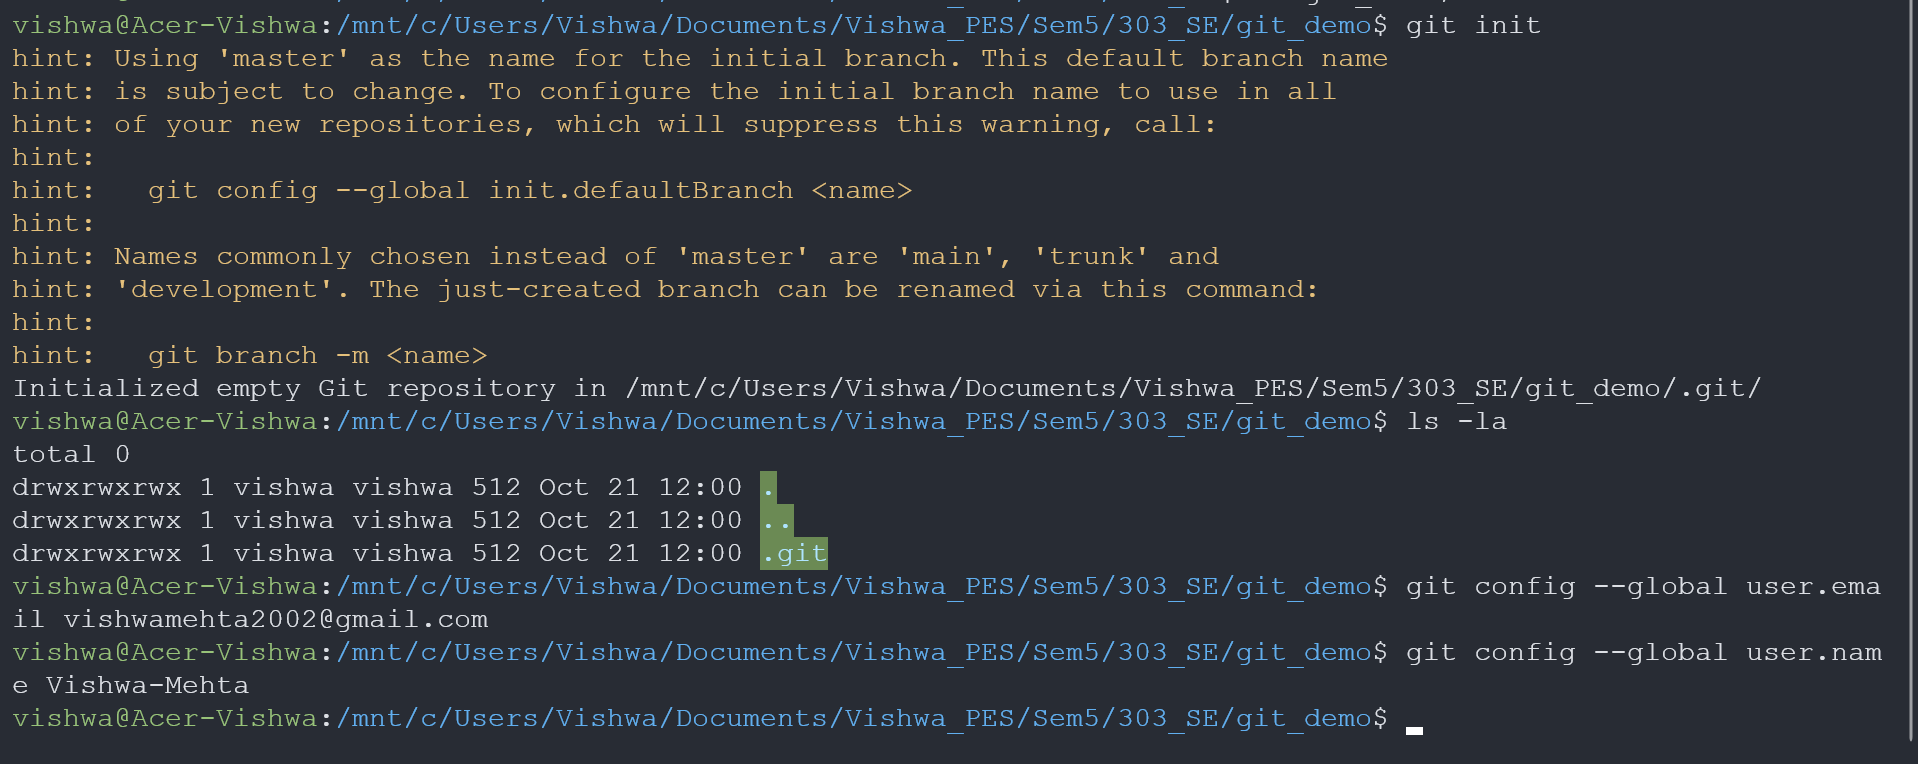 vishwa@Acer-Vishwa:/mnt/c/Users/Vishwa/Documents/Vishwa_PES/Sem5/303_SE/git_demo$ git init
hint: Using 'master' as the name for the initial branch. This default branch name
hint: is subject to change. To configure the initial branch name to use in all
hint: of your new repositories, which will suppress this warning, call:
hint:
hint:   git config --global init.defaultBranch <name>
hint:
hint: Names commonly chosen instead of 'master' are 'main', 'trunk' and
hint: 'development'. The just-created branch can be renamed via this command:
hint:
hint:   git branch -m <name>
Initialized empty Git repository in /mnt/c/Users/Vishwa/Documents/Vishwa_PES/Sem5/303_SE/git_demo/.git/
vishwa@Acer-Vishwa:/mnt/c/Users/Vishwa/Documents/Vishwa_PES/Sem5/303_SE/git_demo$ ls -la
total 0
drwxrwxrwx 1 vishwa vishwa 512 Oct 21 12:00 .
drwxrwxrwx 1 vishwa vishwa 512 Oct 21 12:00 ..
drwxrwxrwx 1 vishwa vishwa 512 Oct 21 12:00 .git
vishwa@Acer-Vishwa:/mnt/c/Users/Vishwa/Documents/Vishwa_PES/Sem5/303_SE/git_demo$ git config --global user.ema
il vishwamehta2002@gmail.com
vishwa@Acer-Vishwa:/mnt/c/Users/Vishwa/Documents/Vishwa_PES/Sem5/303_SE/git_demo$ git config --global user.nam
e Vishwa-Mehta
vishwa@Acer-Vishwa:/mnt/c/Users/Vishwa/Documents/Vishwa_PES/Sem5/303_SE/git_demo$